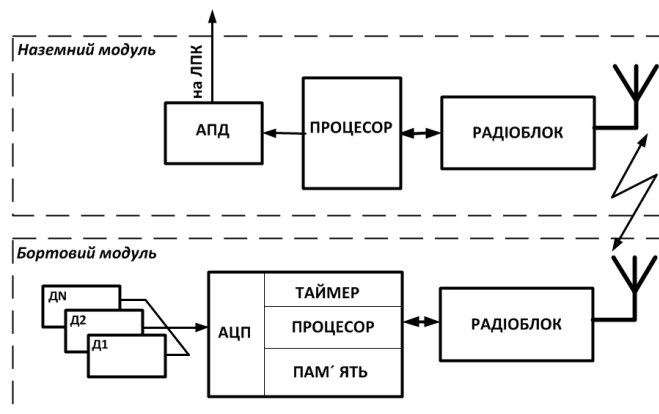 Наземний модуль
на ЛПК
АПД
ПРОЦЕСОР
РАДІОБЛОК
Бортовий модуль
ДN
Д2
Д1
АЦП
ТАЙМЕР
ПРОЦЕСОР
ПАМ´ ЯТЬ
РАДІОБЛОК